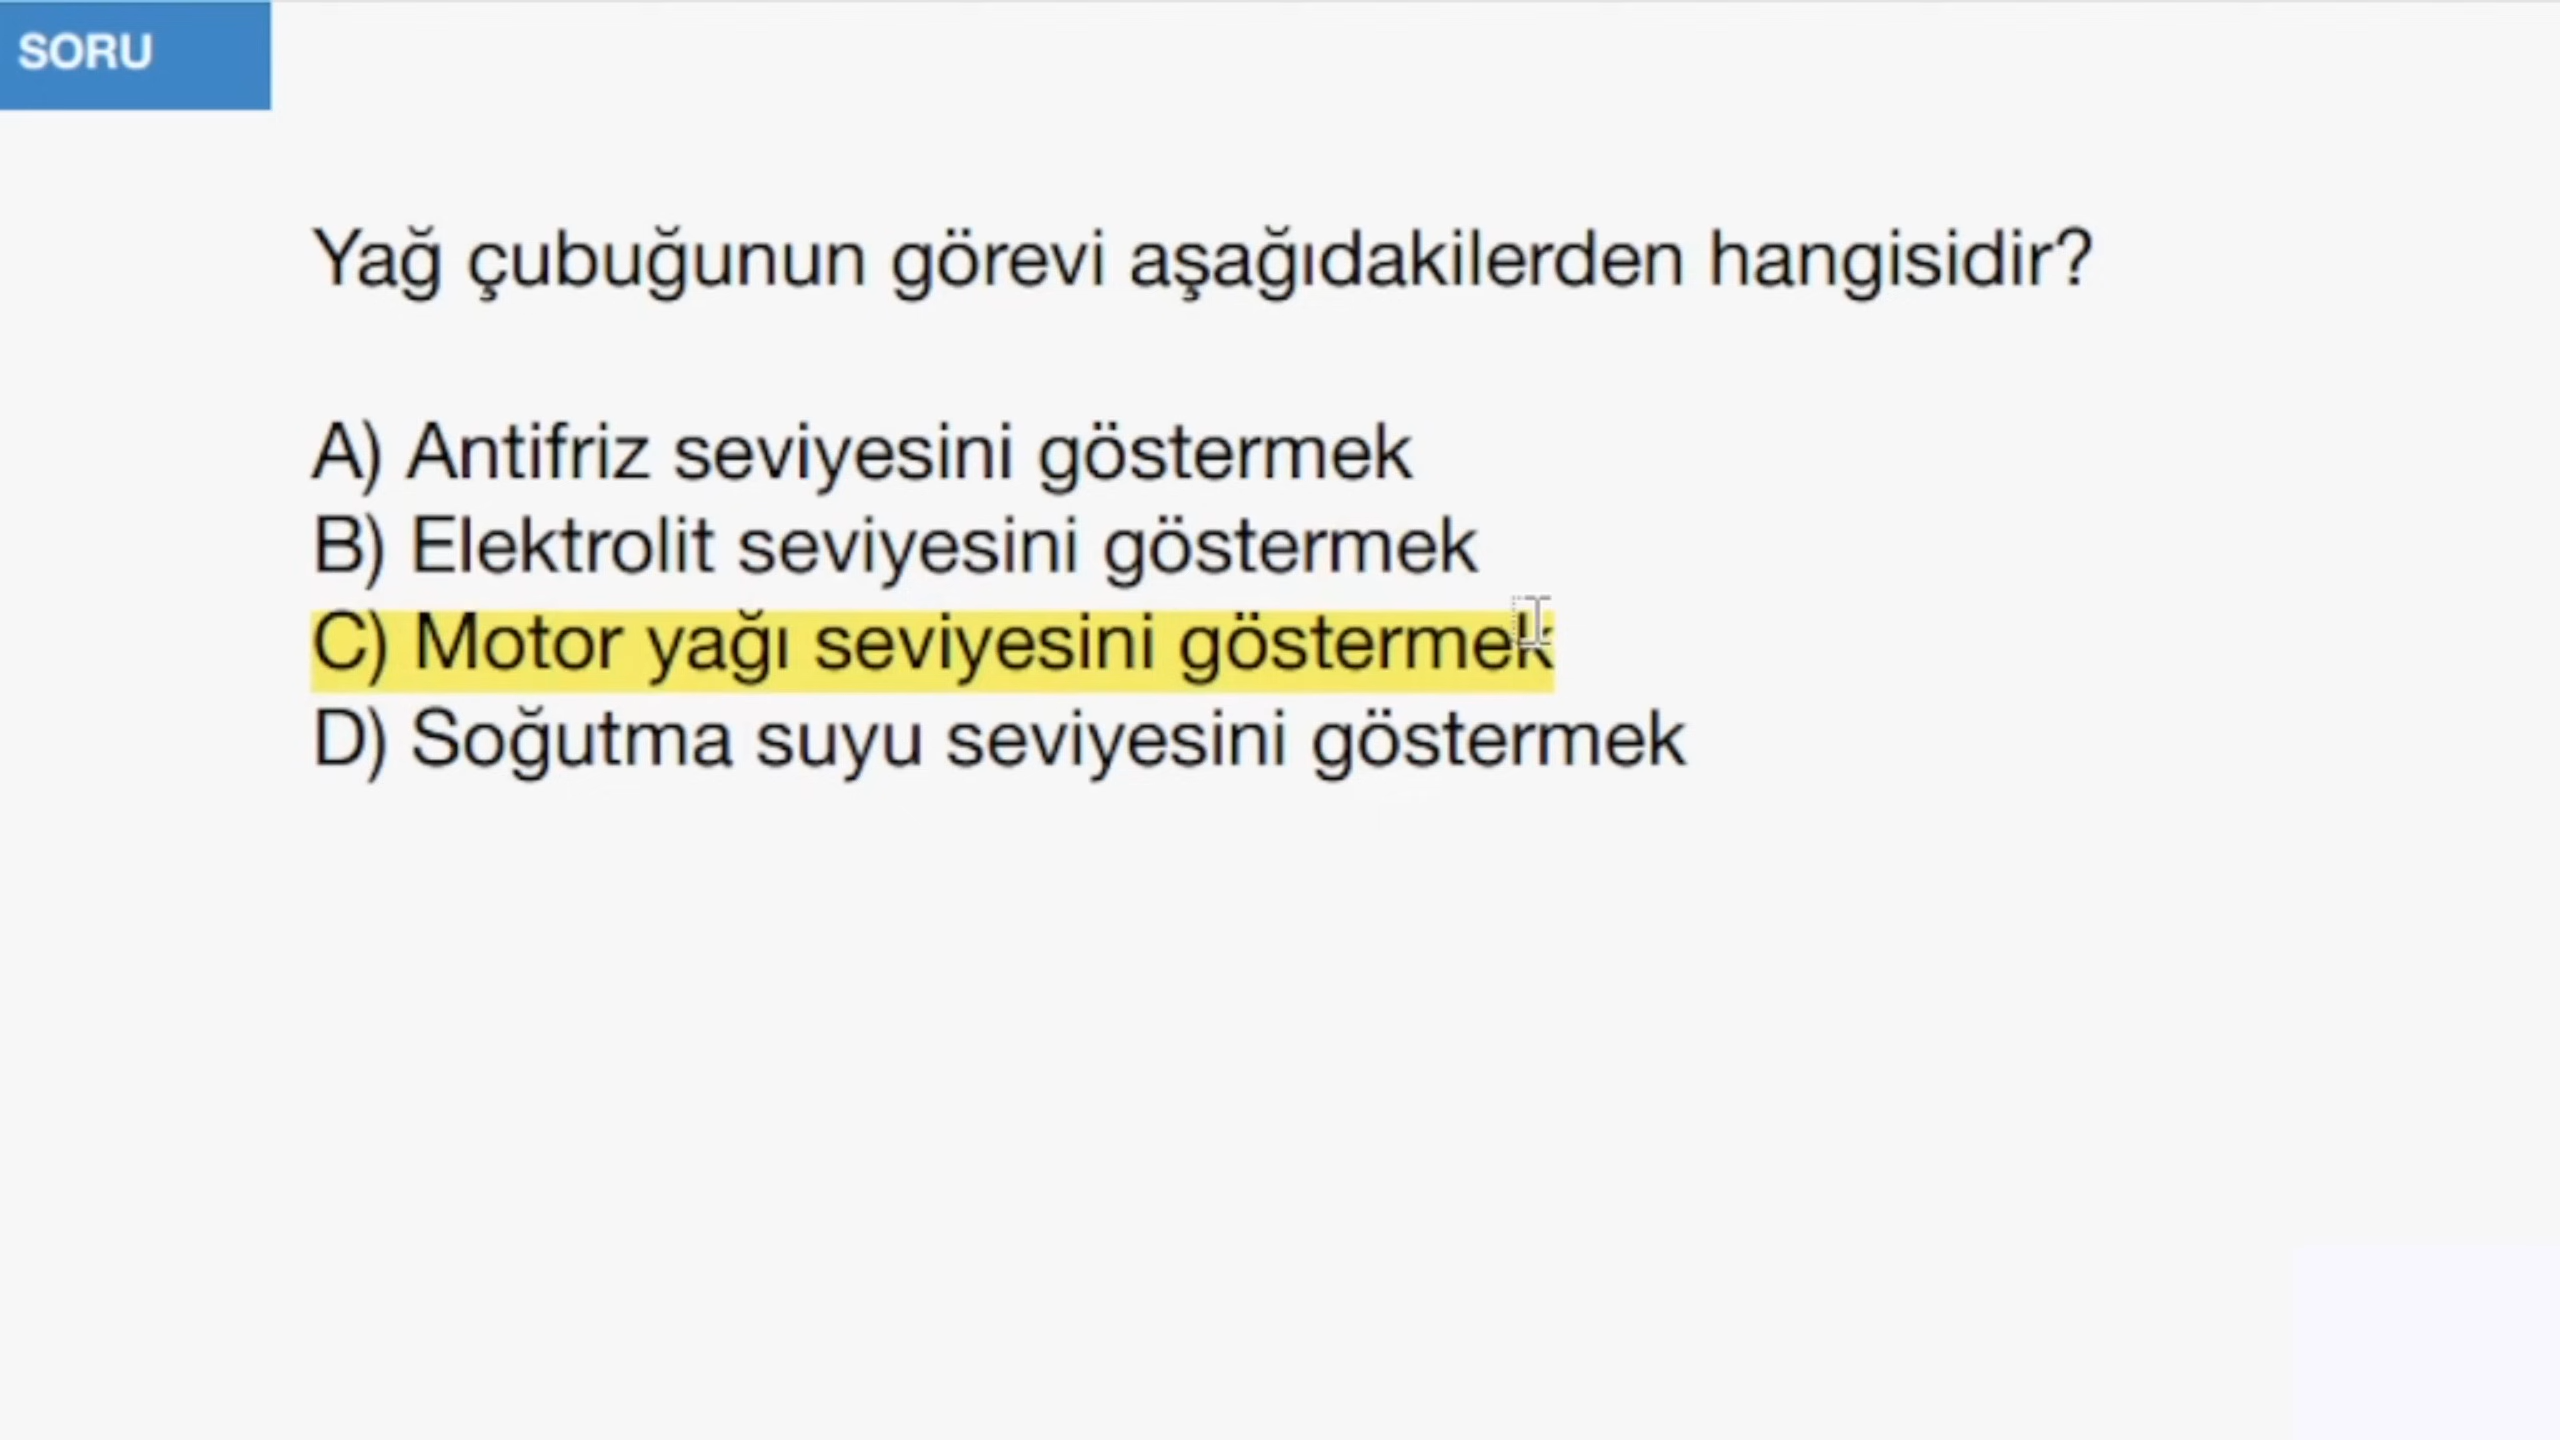 SORU
Yağ çubuğunun görevi aşağıdakilerden hangisidir?
A) Antifriz seviyesini göstermek
B) Elektrolit seviyesini göstermek
C) Motor yağı seviyesini göstermek
D) Soğutma suyu seviyesini göstermek